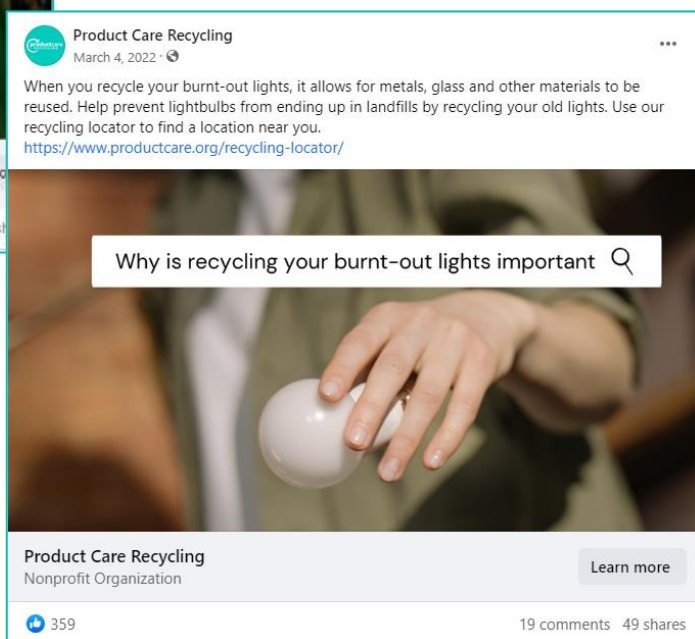 Product Care Recycling
March 4, 2022 ·
When you recycle your burnt-out lights, it allows for metals, glass and other materials to be
reused. Help prevent lightbulbs from ending up in landfills by recycling your old lights. Use our
recycling locator to find a location near you.
https://www.productcare.org/recycling-locator/
Why is recycling your burnt-out lights important
Product Care Recycling
Nonprofit Organization
Learn more
359
19 comments 49 shares